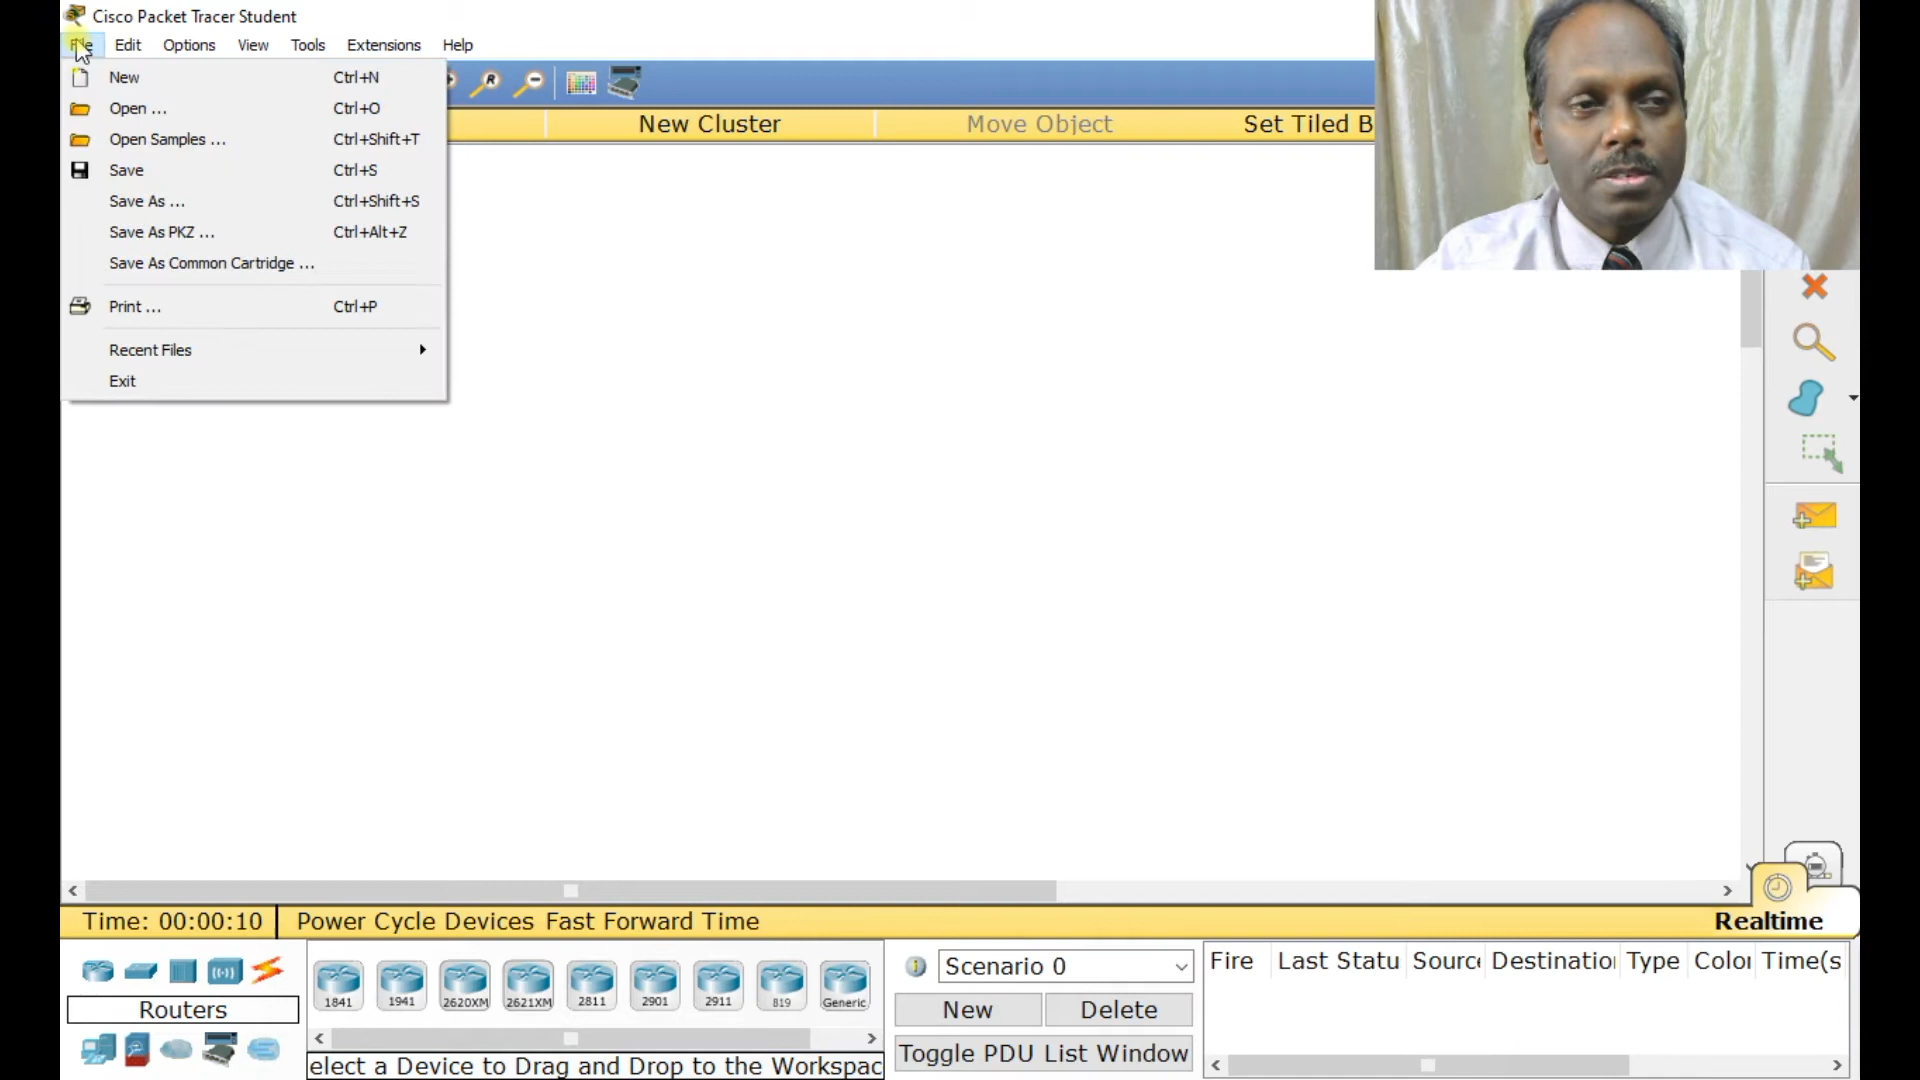 Cisco Packet Tracer Student
File Edit Options View Tools Extensions Help
New Ctrl+N
Open ... Ctrl+O
Open Samples ... Ctrl+Shift+T
Save Ctrl+S
Save As ... Ctrl+Shift+S
Save As PKZ ... Ctrl+Alt+Z
Save As Common Cartridge ...
Print ... Ctrl+P
Recent Files
Exit
R
New Cluster Move Object Set Tiled B
Time: 00:00:10 Power Cycle Devices Fast Forward Time Realtime
Routers
1841 1941 2620XM 2621XM 2811 2901 2911 819 Generic
elect a Device to Drag and Drop to the Workspac
Scenario 0
New Delete
Toggle PDU List Window
Fire Last Statu Source Destination Type Color Time(s